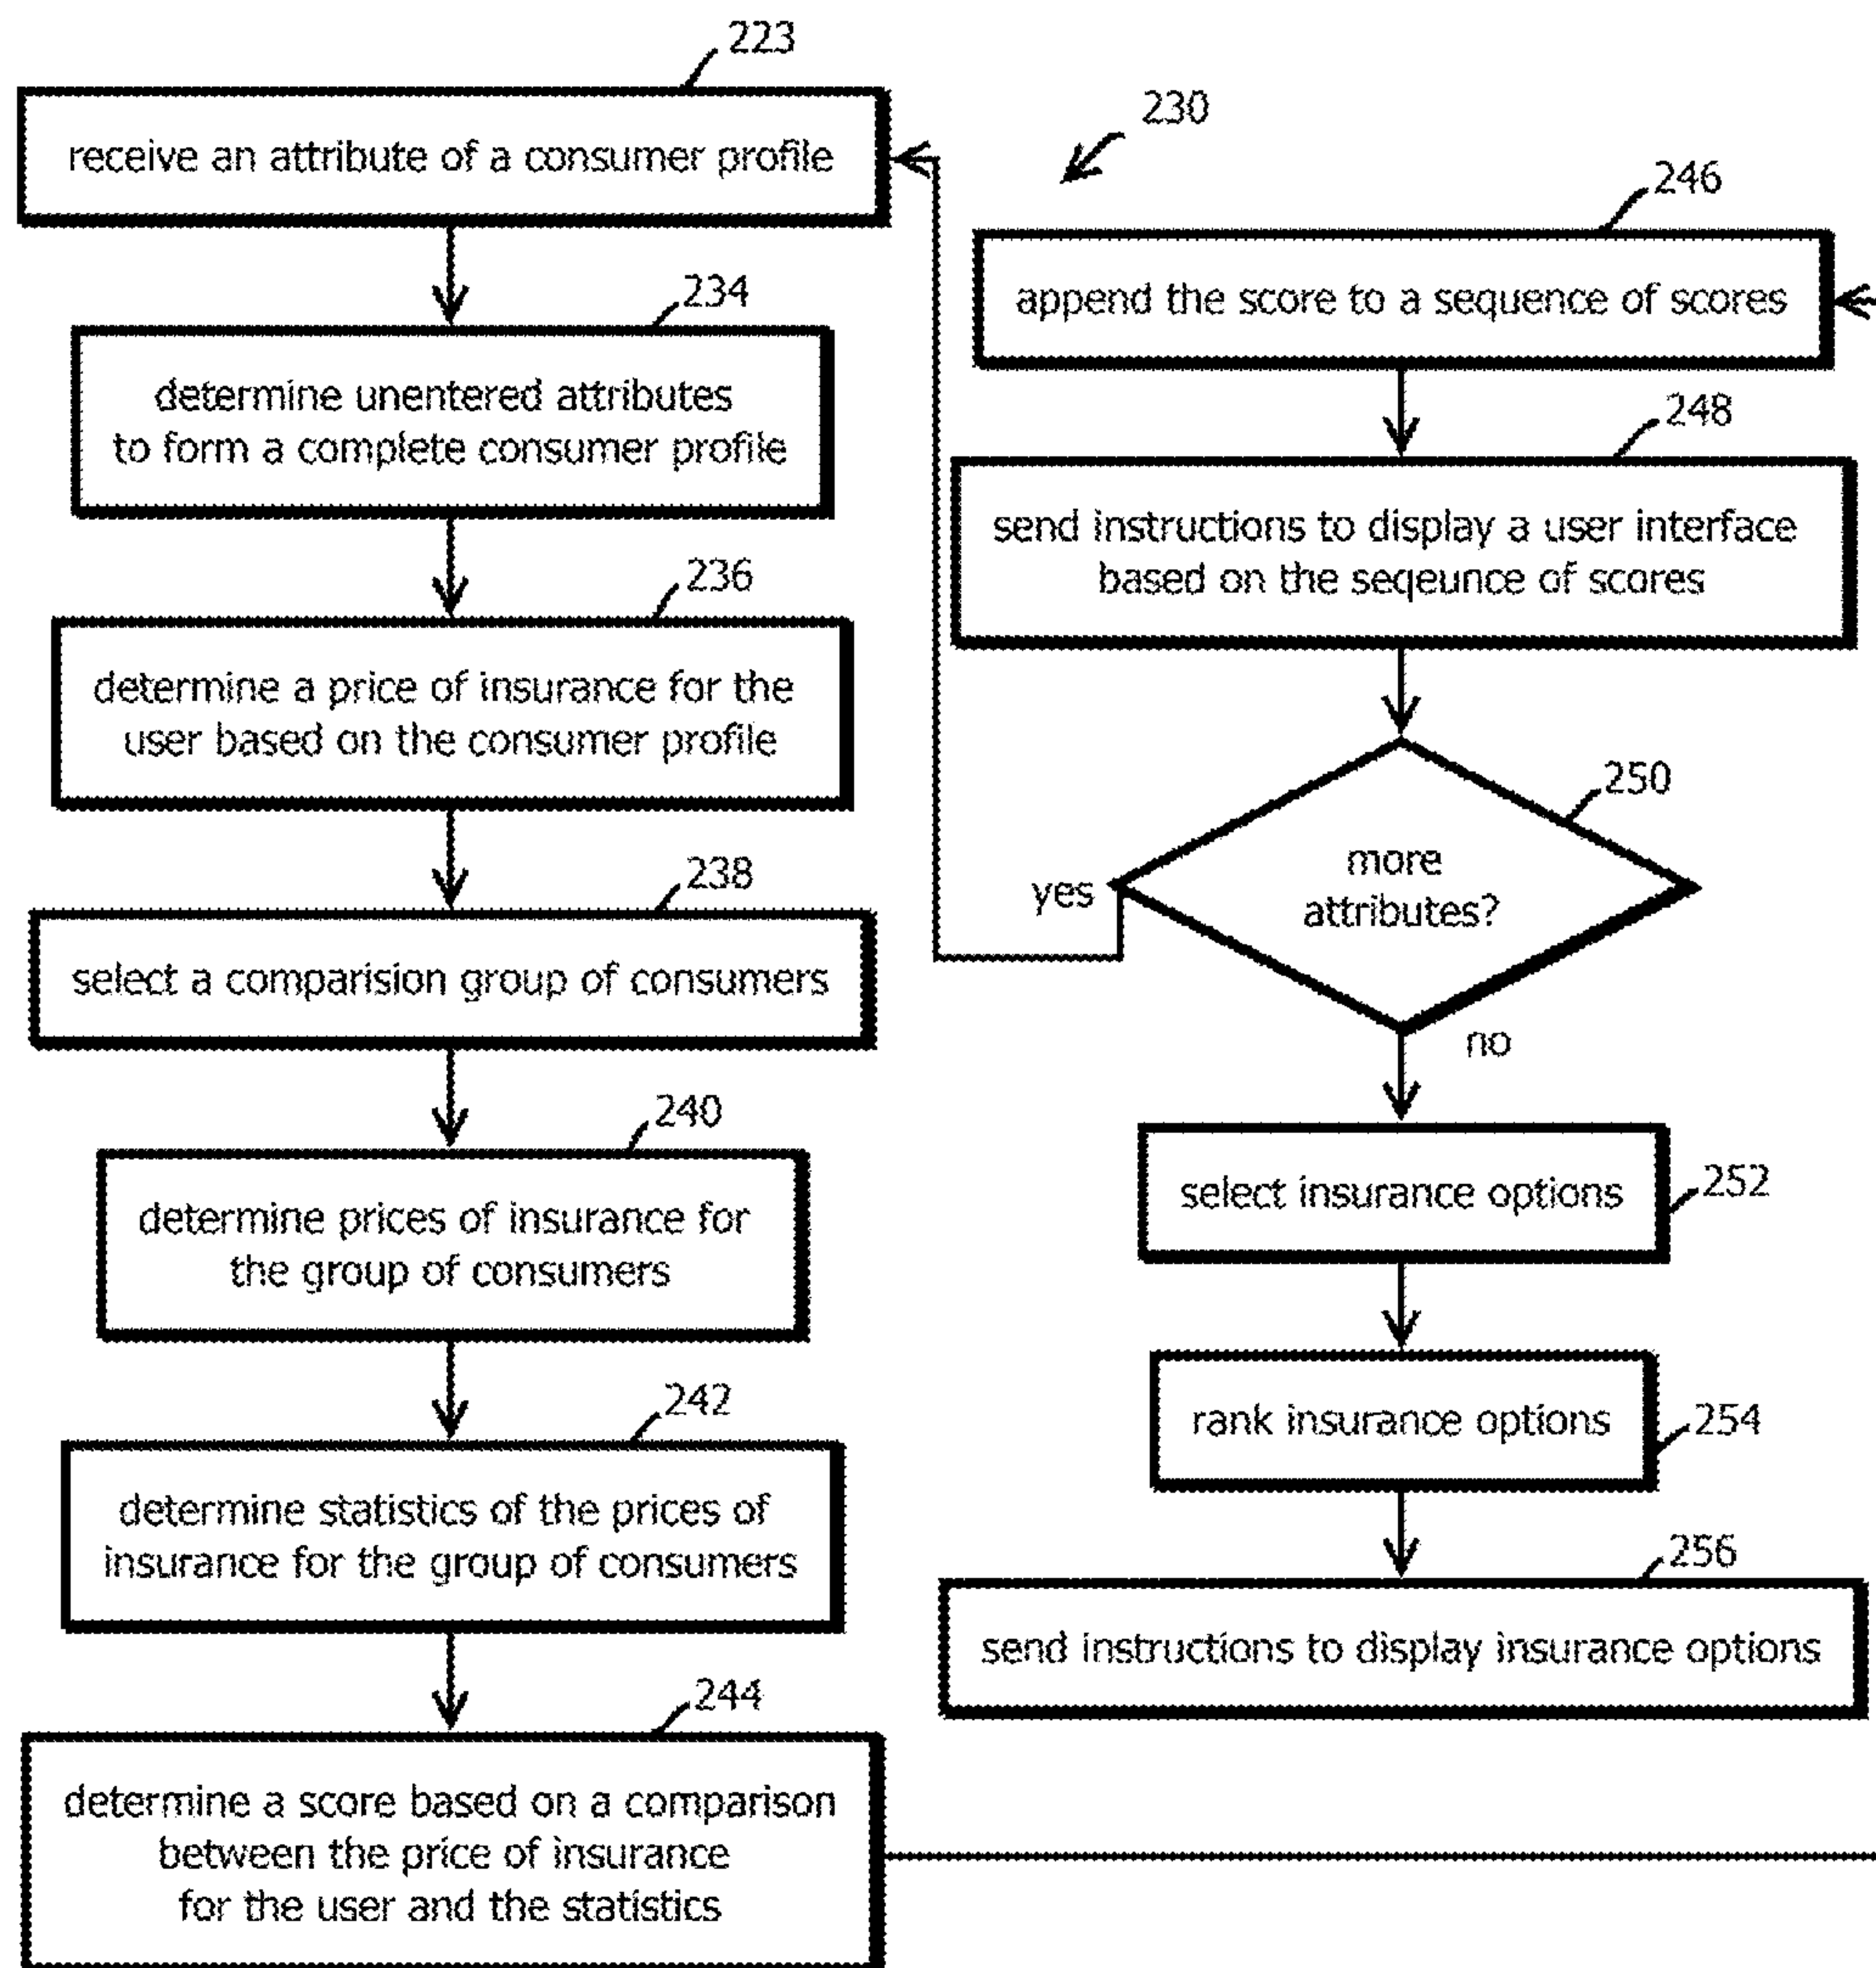 223
receive an attribute of a consumer profile
234
determine unentered attributes
to form a complete consumer profile
236
determine a price of insurance for the
user based on the consumer profile
238
select a comparision group of consumers
240
determine prices of insurance for
the group of consumers
242
determine statistics of the prices of
insurance for the group of consumers
244
determine a score based on a comparison
between the price of insurance
for the user and the statistics
230
246
append the score to a sequence of scores
248
send instructions to display a user interface
based on the seqeunce of scores
250
more
attributes?
yes
no
252
select insurance options
254
rank insurance options
256
send instructions to display insurance options